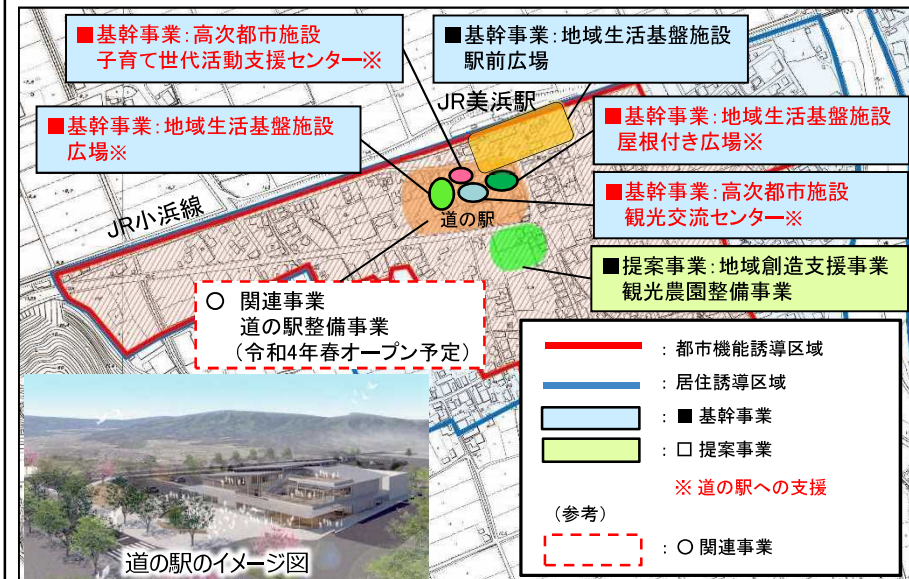 ■基幹事業：高次都市施設
子育て世代活動支援センター※
■基幹事業：地域生活基盤施設
駅前広場
JR美浜駅
■基幹事業：地域生活基盤施設
広場※
■基幹事業：地域生活基盤施設
屋根付き広場※
JR小浜線
道の駅
■基幹事業：高次都市施設
観光交流センター※
■提案事業：地域創造支援事業
観光農園整備事業
○ 関連事業
道の駅整備事業
（令和4年春オープン予定）
：都市機能誘導区域
：居住誘導区域
：■ 基幹事業
：□ 提案事業
※ 道の駅への支援
（参考）
：○ 関連事業
道の駅のイメージ図